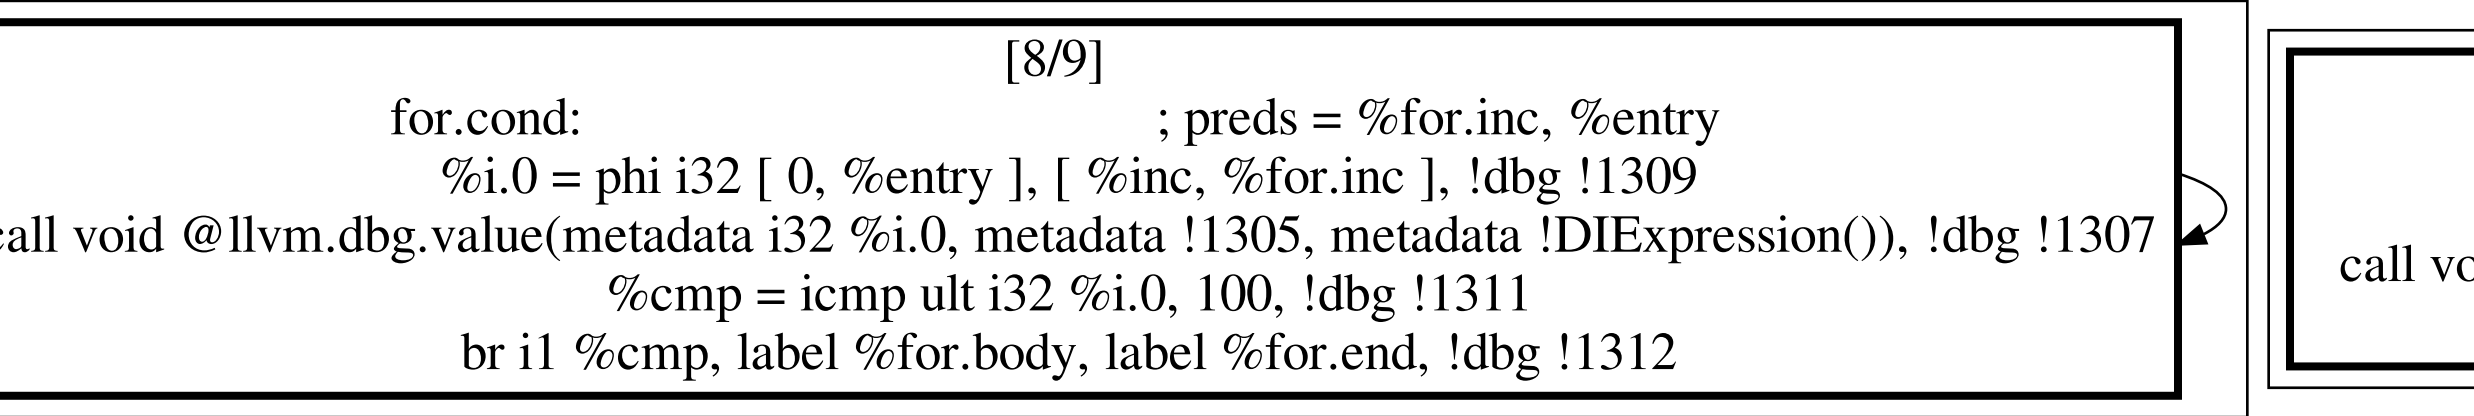 [8/9]
for.cond: ; preds = %for.inc, %entry
%i.0 = phi i32 [ 0, %entry ], [ %inc, %for.inc ], !dbg !1309
void @llvm.dbg.value(metadata i32 %i.0, metadata !1305, metadata !DIExpression()), !dbg !1307
call
%cmp = icmp ult i32 %i.0, 100, !dbg !1311
br i1 %cmp, label %for.body, label %for.end, !dbg !1312